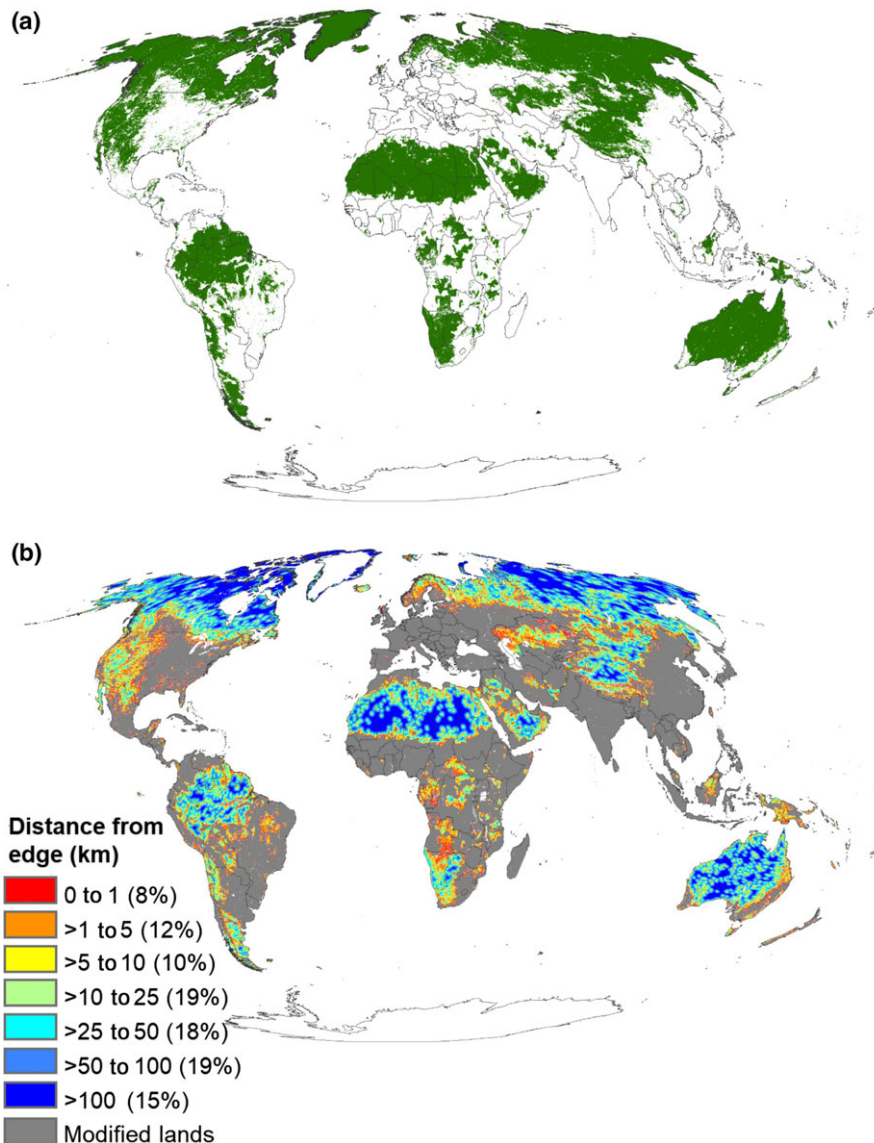 (a)
(b)
Distance from
edge (km)
0 to 1 (8%)
>1 to 5 (12%)
>5 to 10 (10%)
>10 to 25 (19%)
>25 to 50 (18%)
>50 to 100 (19%)
>100 (15%)
Modified lands